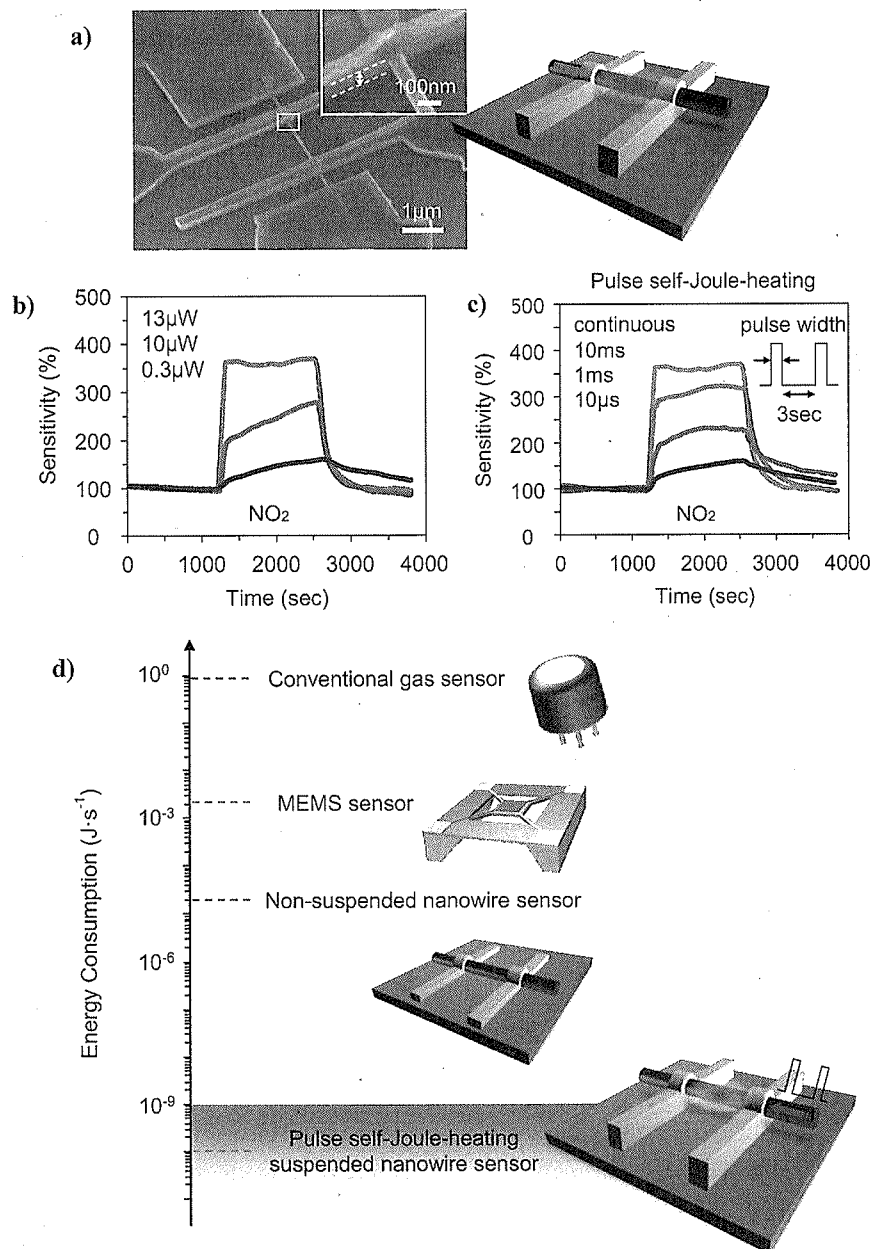 a)
100nm
1µm
b)
500
400
300
200
100
0
Sensitivity (%)
13µW
10µW
0.3µW
NO2
0
1000
2000
3000
4000
Time (sec)
Pulse self-Joule-heating
c)
500
400
300
200
100
0
Sensitivity (%)
continuous
10ms
1ms
10µs
pulse width
3sec
NO2
0
1000
2000
3000
4000
Time (sec)
d)
Energy Consumption (J·s⁻¹)
10⁰
Conventional gas sensor
10⁻³
MEMS sensor
Non-suspended nanowire sensor
10⁻⁶
10⁻⁹
Pulse self-Joule-heating
suspended nanowire sensor